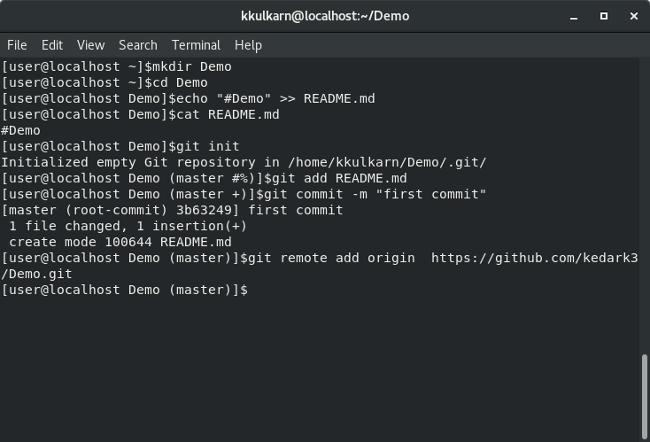 kkulkarn@localhost:~/Demo
File Edit View Search Terminal Help
[user@localhost ~]$mkdir Demo
[user@localhost ~]$cd Demo
[user@localhost Demo]$echo "#Demo" >> README.md
[user@localhost Demo]$cat README.md
#Demo
[user@localhost Demo]$git init
Initialized empty Git repository in /home/kkulkarn/Demo/.git/
[user@localhost Demo (master #%)]$git add README.md
[user@localhost Demo (master +)]$git commit -m "first commit"
[master (root-commit) 3b63249] first commit
 1 file changed, 1 insertion(+)
 create mode 100644 README.md
[user@localhost Demo (master)]$git remote add origin  https://github.com/kedark3
/Demo.git
[user@localhost Demo (master)]$